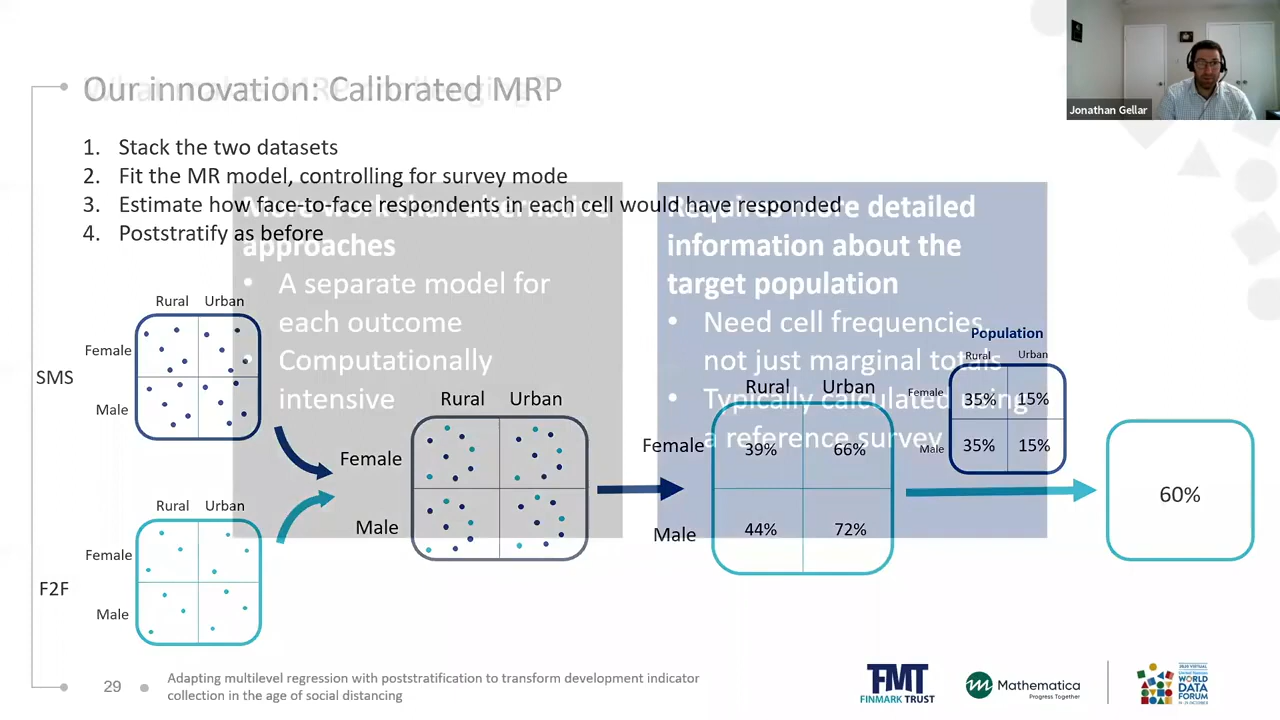 Jonathan Gellar
Our innovation: Calibrated MRP
1. Stack the two datasets
2. Fit the MR model, controlling for survey mode
3. Estimate how face-to-face respondents in each cell would have responded
4. Poststratify as before
More work than alternative
approaches
• A separate model for
each outcome
• Computationally
intensive
Requires more detailed
information about the
target population
• Need cell frequencies,
not just marginal totals
• Typically calculated using
a reference survey
SMS
Rural Urban
Female
Male
F2F
Rural Urban
Female
Male
Rural Urban
Female
Male
Rural Urban
Female 39% 66%
Male 44% 72%
Population
Rural Urban
Female 35% 15%
Male 35% 15%
60%
29
Adapting multilevel regression with poststratification to transform development indicator
collection in the age of social distancing
FMT
FINMARK TRUST
Mathematica
Progress Together
WORLD
DATA
FORUM